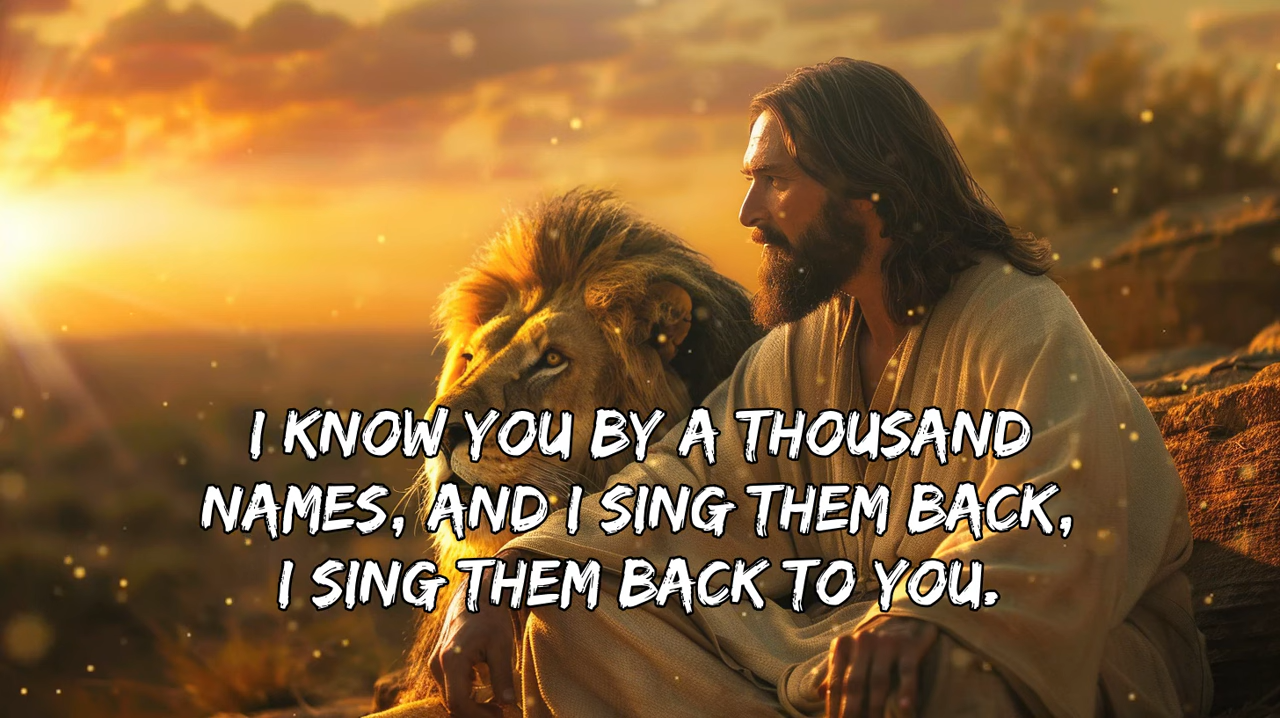 I KNOW YOU BY A THOUSAND
NAMES, AND I SING THEM BACK,
I SING THEM BACK TO YOU.